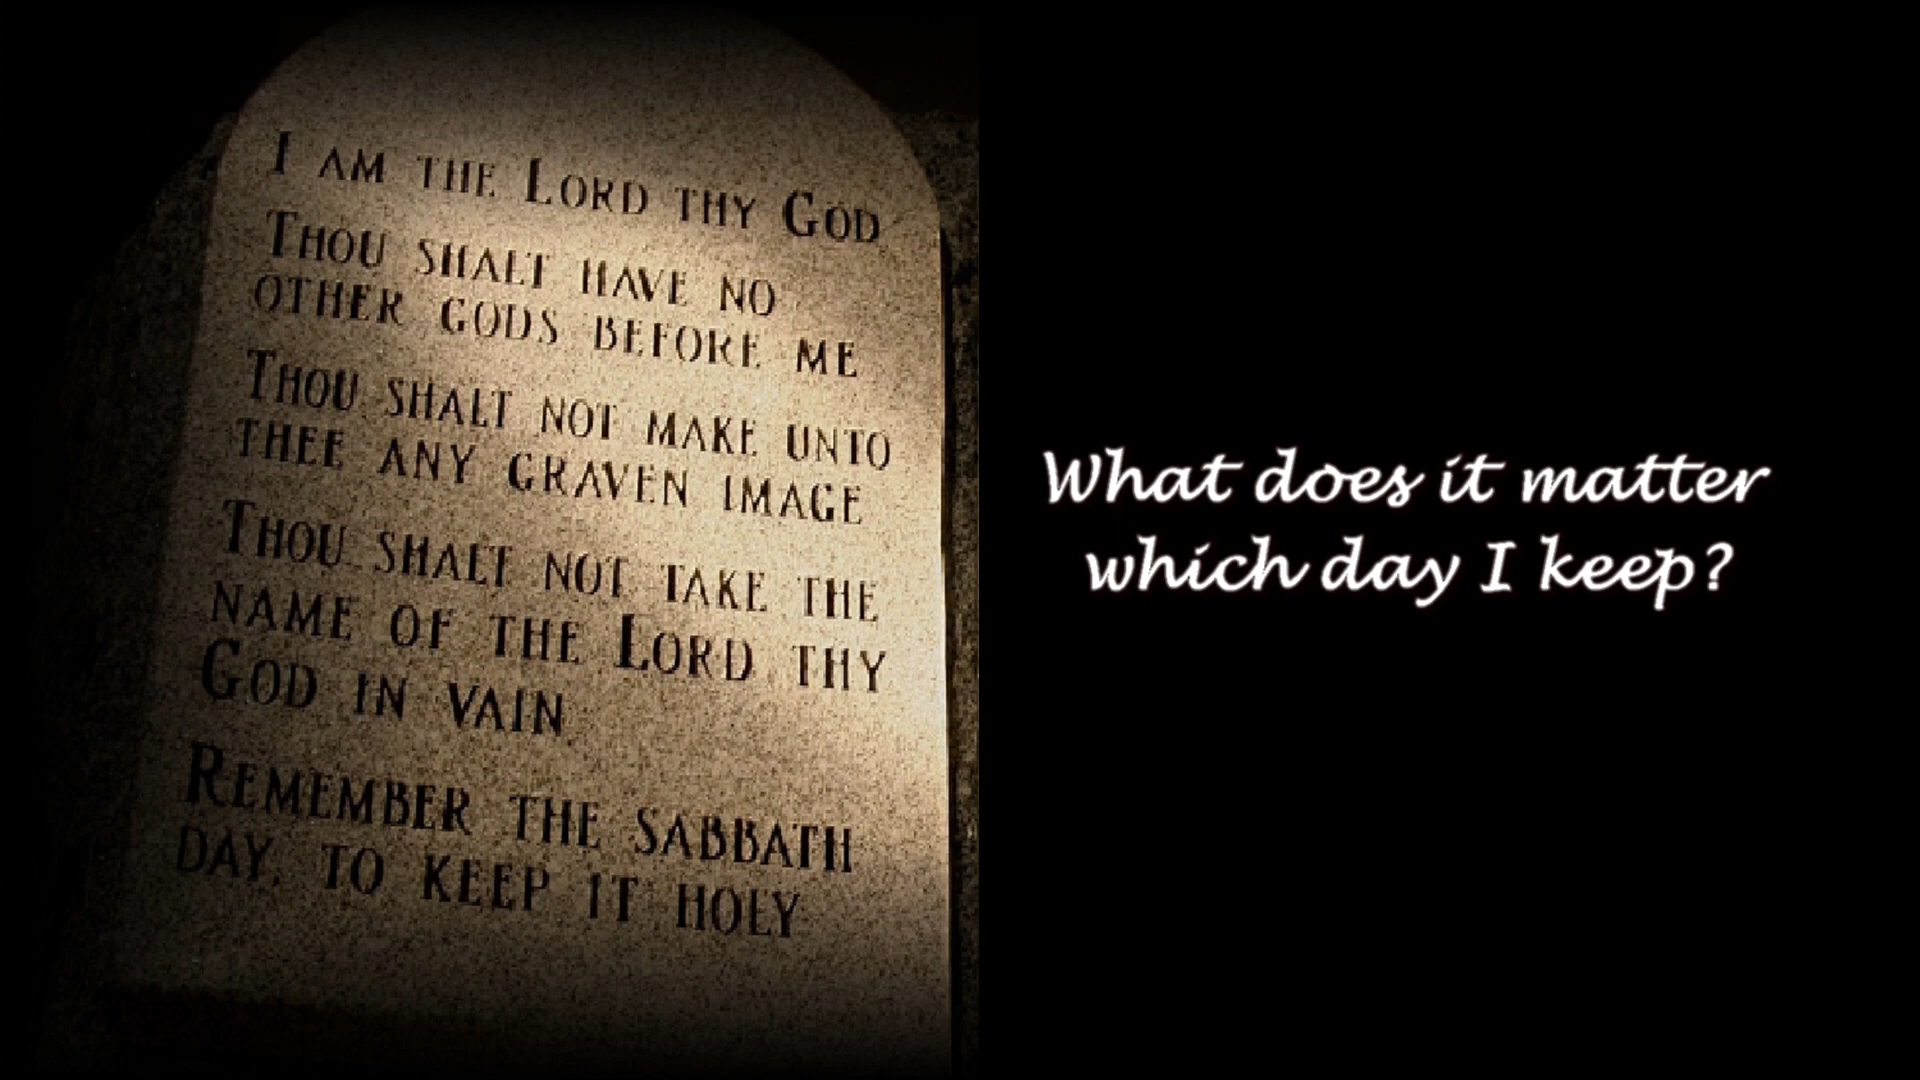 I AM THE LORD THY GOD
THOU SHALT HAVE NO
OTHER GODS BEFORE ME
THOU SHALT NOT MAKE UNTO
THEE ANY GRAVEN IMAGE
THOU SHALT NOT TAKE THE
NAME OF THE LORD THY
GOD IN VAIN
REMEMBER THE SABBATH
DAY, TO KEEP IT HOLY
What does it matter
which day I keep?